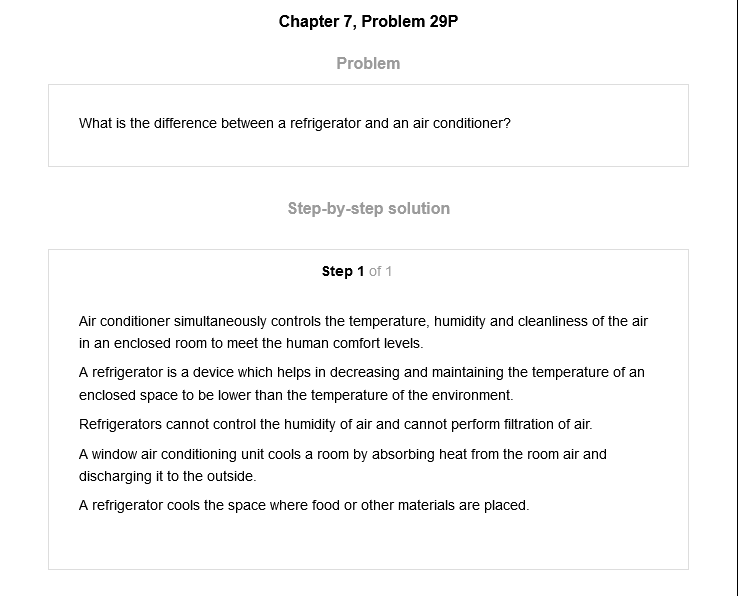 Chapter 7, Problem 29P
Problem
What is the difference between a refrigerator and an air conditioner?
Step-by-step solution
Step 1 of 1
Air conditioner simultaneously controls the temperature, humidity and cleanliness of the air
in an enclosed room to meet the human comfort levels.
A refrigerator is a device which helps in decreasing and maintaining the temperature of an
enclosed space to be lower than the temperature of the environment.
Refrigerators cannot control the humidity of air and cannot perform filtration of air.
A window air conditioning unit cools a room by absorbing heat from the room air and
discharging it to the outside.
A refrigerator cools the space where food or other materials are placed.